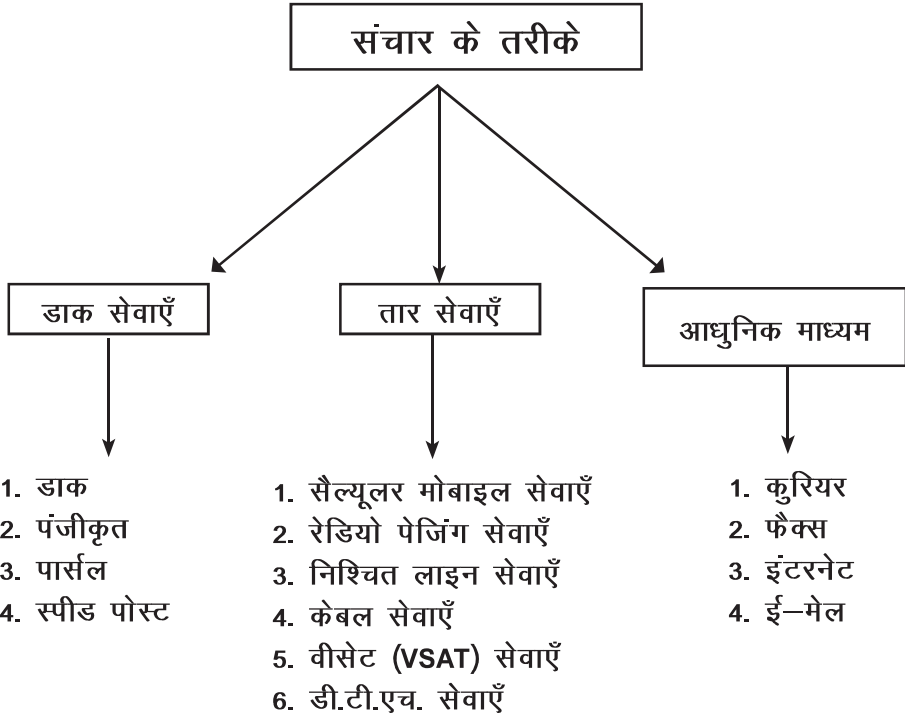 संचार के तरीके
डाक सेवाएँ
तार सेवाएँ
आधुनिक माध्यम
1. डाक
2. पंजीकृत
3. पार्सल
4. स्पीड पोस्ट
1. सैल्यूलर मोबाइल सेवाएँ
2. रेडियो पेजिंग सेवाएँ
3. निश्चित लाइन सेवाएँ
4. केबल सेवाएँ
5. वीसेट (VSAT) सेवाएँ
6. डी.टी.एच. सेवाएँ
1. कुरियर
2. फैक्स
3. इंटरनेट
4. ई–मेल